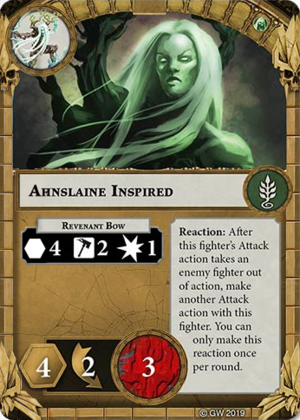 Ahnslaine Inspired
Revenant Bow
4 2 1
Reaction: After
this fighter's Attack
action takes an
enemy fighter out
of action, make
another Attack
action with this
fighter. You can
only make this
reaction once
per round.
4 2 3
© GW 2019